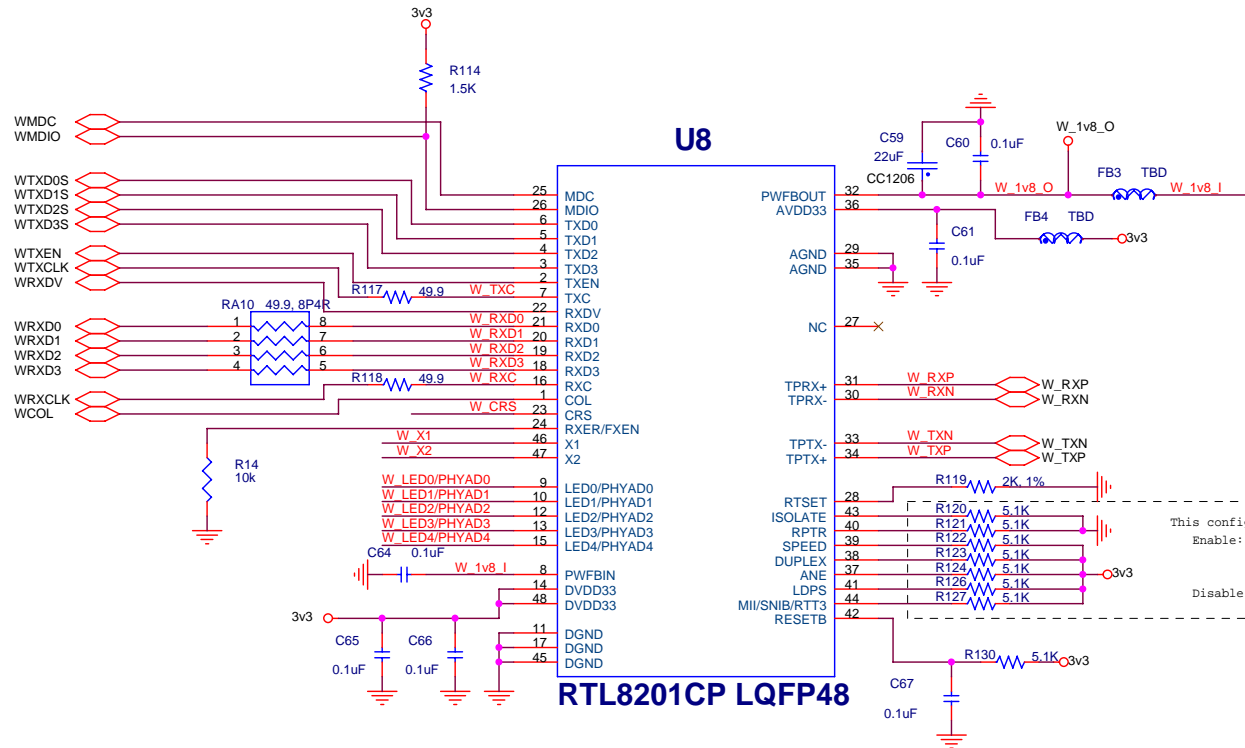 3v3
R114
1.5K
WMDC
WMDIO
WTXD0S
WTXD1S
WTXD2S
WTXD3S
WTXEN
WTXCLK
WRXDV
RA10 49.9, 8P4R
WRXD0
WRXD1
WRXD2
WRXD3
WRXCLK
WCOL
1 8
2 7
3 6
4 5
R117 49.9 W_TXC
W_RXD0
W_RXD1
W_RXD2
W_RXD3
R118 49.9 W_RXC
W_CRS
R14
10k
W_X1
W_X2
W_LED0/PHYAD0
W_LED1/PHYAD1
W_LED2/PHYAD2
W_LED3/PHYAD3
W_LED4/PHYAD4
C64 0.1uF
W_1v8_I
3v3
C65
0.1uF
C66
0.1uF
U8
25 MDC
26 MDIO
6 TXD0
5 TXD1
4 TXD2
3 TXD3
2 TXEN
7 TXC
22 RXDV
21 RXD0
20 RXD1
19 RXD2
18 RXD3
16 RXC
1 COL
23 CRS
24 RXER/FXEN
46 X1
47 X2
9 LED0/PHYAD0
10 LED1/PHYAD1
12 LED2/PHYAD2
13 LED3/PHYAD3
15 LED4/PHYAD4
8 PWFBIN
14 DVDD33
48 DVDD33
11 DGND
17 DGND
45 DGND
PWFBOUT 32
AVDD33 36
AGND 29
AGND 35
NC 27
TPRX+ 31
TPRX- 30
TPTX- 33
TPTX+ 34
RTSET 28
ISOLATE 43
RPTR 40
SPEED 39
DUPLEX 38
ANE 37
LDPS 41
MII/SNIB/RTT3 44
RESETB 42
RTL8201CP LQFP48
C59
22uF
CC1206
C60
0.1uF
W_1v8_O
W_1v8_O
FB3 TBD
W_1v8_I
C61
0.1uF
FB4 TBD
3v3
W_RXP W_RXP
W_RXN W_RXN
W_TXN W_TXN
W_TXP W_TXP
R119 2K, 1%
R120 5.1K
R121 5.1K
R122 5.1K
R123 5.1K
R124 5.1K
R126 5.1K
R127 5.1K
3v3
This confi
Enable:
Disable
R130 5.1K
3v3
C67
0.1uF